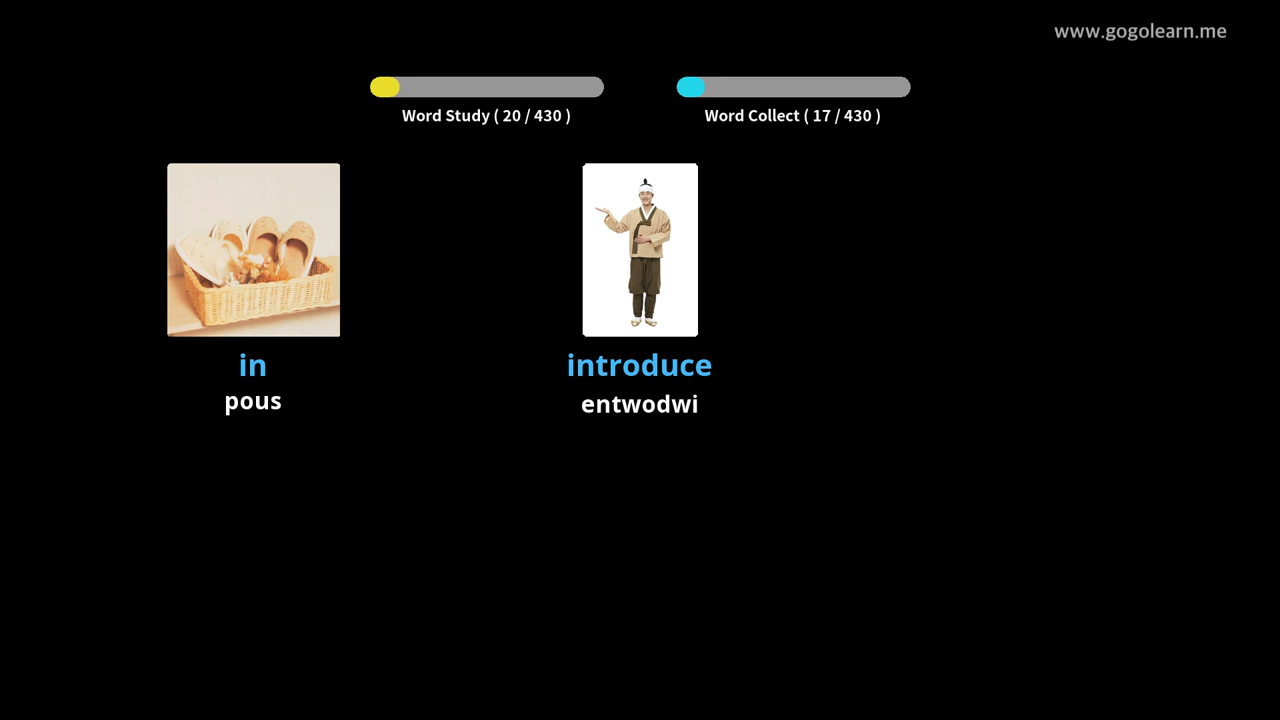 www.gogolearn.me
Word Study ( 20 / 430 )
Word Collect ( 17 / 430 )
in
introduce
pous
entwodwi